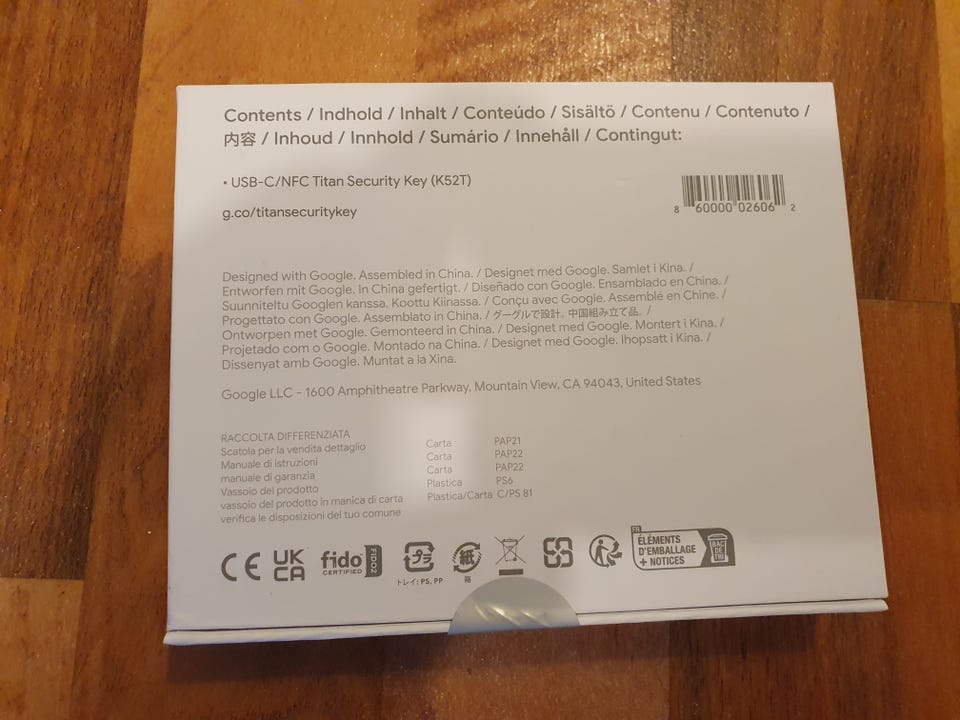 Contents / Indhold / Inhalt / Conteúdo / Sisältö / Contenu / Contenuto /
内容 / Inhoud / Innhold / Sumário / Innehåll / Contingut:
• USB-C/NFC Titan Security Key (K52T)
g.co/titansecuritykey
8 60000 02606 2
Designed with Google. Assembled in China. / Designet med Google. Samlet i Kina. /
Entworfen mit Google. In China gefertigt. / Diseñado con Google. Ensamblado en China. /
Suunniteltu Googlen kanssa. Koottu Kiinassa. / Conçu avec Google. Assemblé en Chine. /
Progettato con Google. Assemblato in China. / グーグルで設計。中国組み立て品。 /
Ontworpen met Google. Gemonteerd in China. / Designet med Google. Montert i Kina. /
Projetado com o Google. Montado na China. / Designet med Google. Ihopsatt i Kina. /
Dissenyat amb Google. Muntat a la Xina.
Google LLC - 1600 Amphitheatre Parkway, Mountain View, CA 94043, United States
RACCOLTA DIFFERENZIATA
Scatola per la vendita dettaglio Carta PAP21
Manuale di istruzioni Carta PAP22
manuale di garanzia Carta PAP22
Vassoio del prodotto Plastica PS6
vassoio del prodotto in manica di carta Plastica/Carta C/PS 81
verifica le disposizioni del tuo comune
CE UK CA fido CERTIFIED FIDO2 プラ 紙 FR
トレイ: PS, PP 箱
ÉLÉMENTS
D'EMBALLAGE
+ NOTICES
BAC
DE
TRI